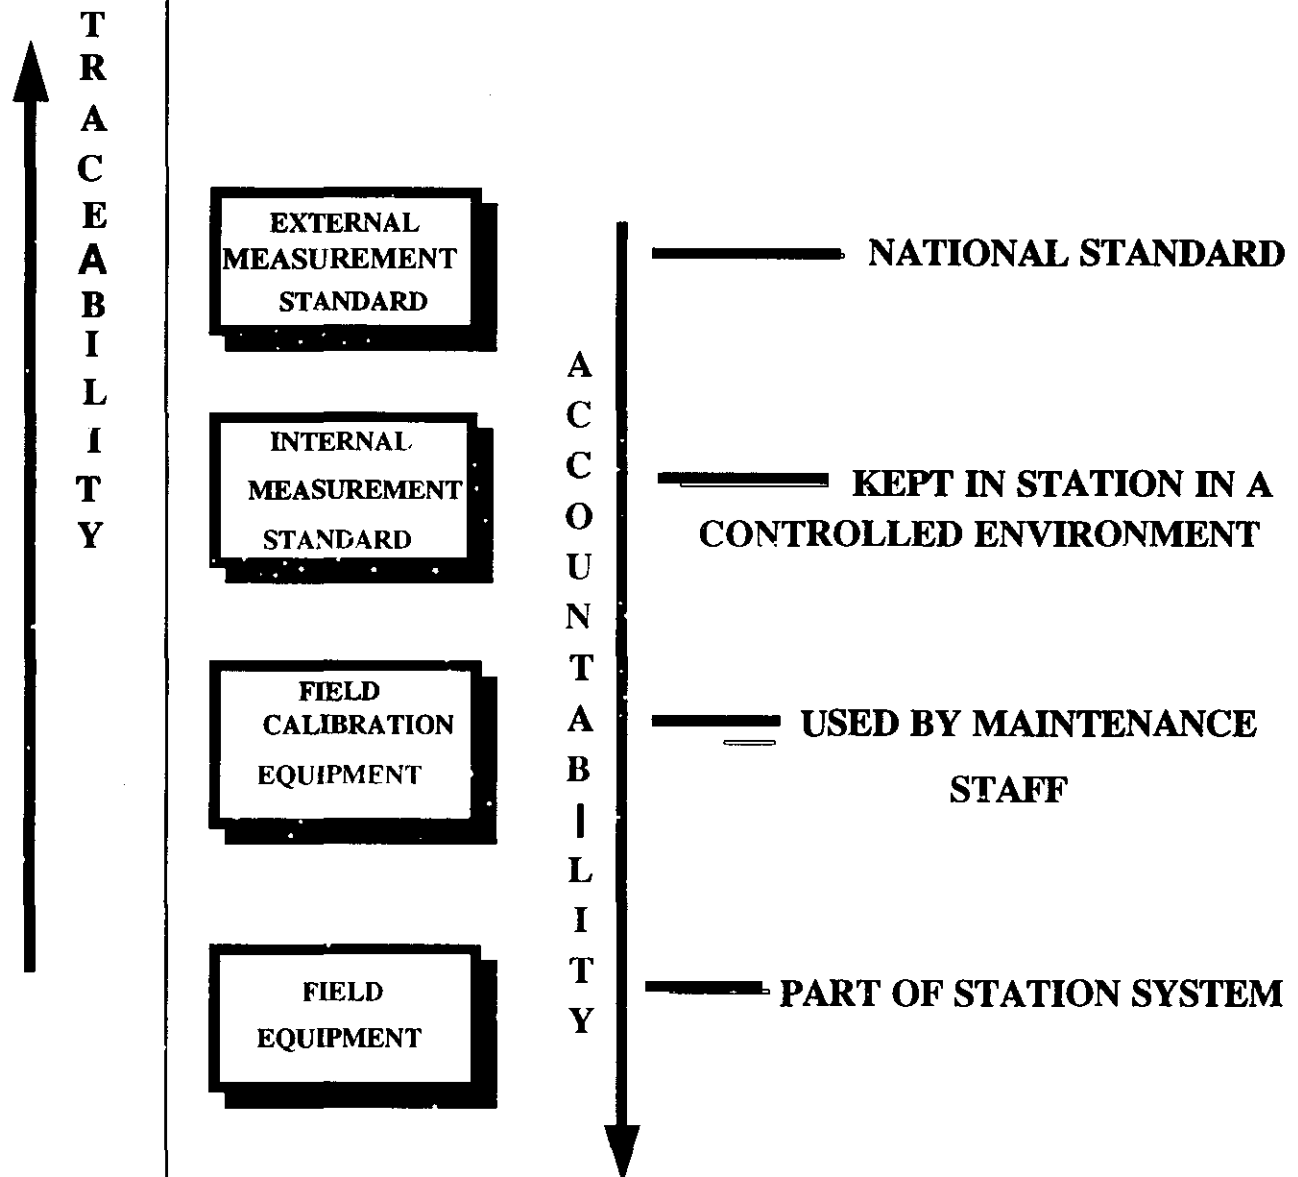 TRACEABILITY
EXTERNAL
MEASUREMENT
STANDARD
NATIONAL STANDARD
INTERNAL
MEASUREMENT
STANDARD
KEPT IN STATION IN A
CONTROLLED ENVIRONMENT
ACCOUNTABILITY
FIELD
CALIBRATION
EQUIPMENT
USED BY MAINTENANCE
STAFF
FIELD
EQUIPMENT
PART OF STATION SYSTEM